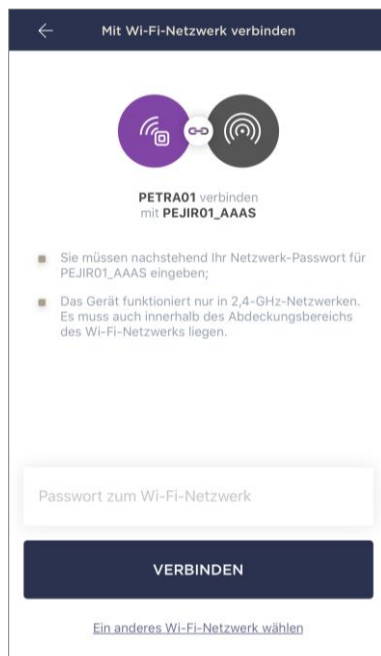 Mit Wi-Fi-Netzwerk verbinden
PETRA01 verbinden
mit PEJIR01_AAAS
Sie müssen nachstehend Ihr Netzwerk-Passwort für
PEJIR01_AAAS eingeben;
Das Gerät funktioniert nur in 2,4-GHz-Netzwerken.
Es muss auch innerhalb des Abdeckungsbereichs
des Wi-Fi-Netzwerks liegen.
Passwort zum Wi-Fi-Netzwerk
VERBINDEN
Ein anderes Wi-Fi-Netzwerk wählen